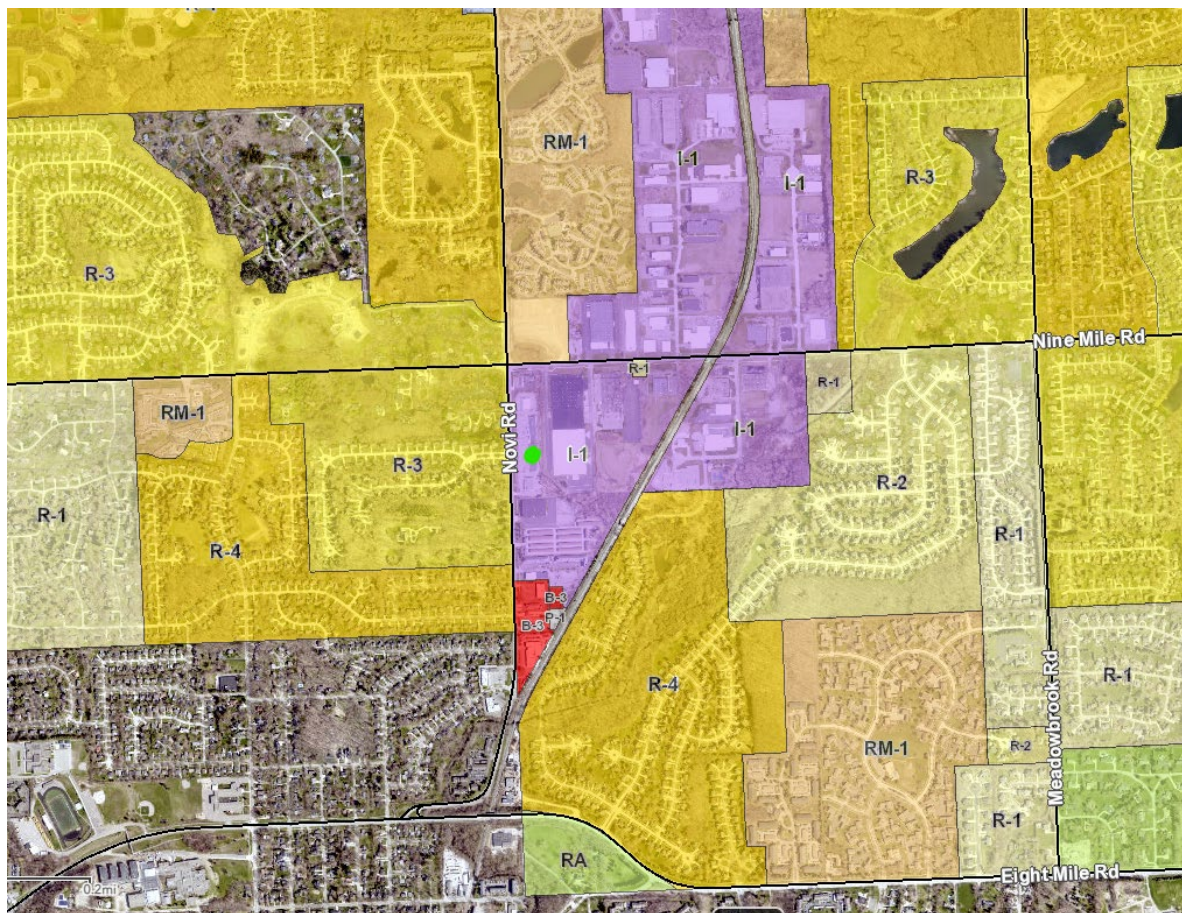 RM-1
I-1
I-1
R-3
R-3
Nine Mile Rd
R-1
R-1
RM-1
Novi Rd
I-1
I-1
R-3
R-2
R-1
R-4
R-1
B-3
P-1
B-3
R-4
R-1
Meadowbrook Rd
RM-1
R-2
R-1
RA
0.2mi
Eight Mile Rd